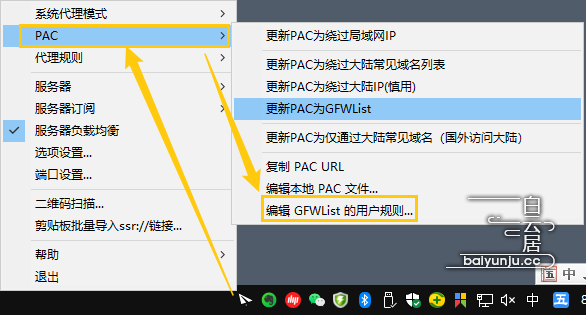 系统代理模式
PAC
代理规则
服务器
服务器订阅
服务器负载均衡
选项设置...
端口设置...
二维码扫描...
剪贴板批量导入ssr://链接...
帮助
退出
更新PAC为绕过局域网IP
更新PAC为绕过大陆常见域名列表
更新PAC为绕过大陆IP(慎用)
更新PAC为GFWList
更新PAC为仅通过大陆常见域名（国外访问大陆）
复制 PAC URL
编辑本地 PAC 文件...
编辑 GFWList 的用户规则...
白云居
baiyunju.cc
五 中
中 五 8